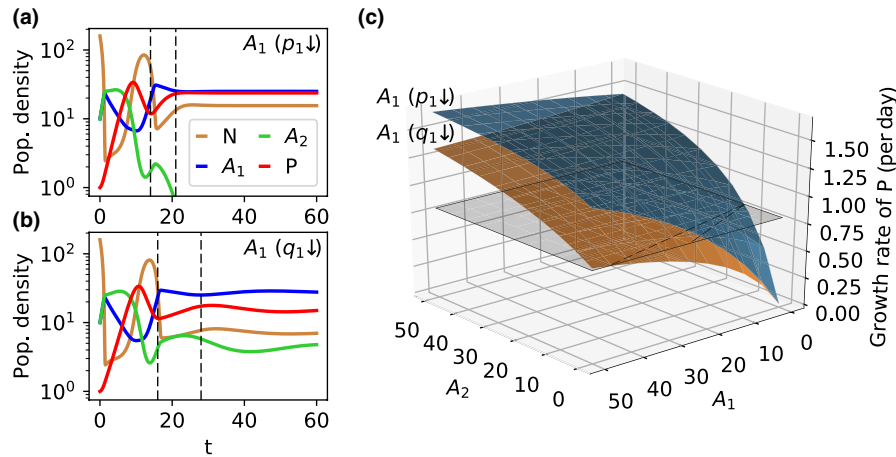 (a)
A₁ (p₁↓)
Pop. density
10²
10¹
10⁰
N
A₂
A₁
P
0 20 40 60
(b)
A₁ (q₁↓)
Pop. density
10²
10¹
10⁰
0 20 40 60
t
(c)
A₁ (p₁↓)
A₁ (q₁↓)
50 40 30 20 10 0
A₂
50 40 30 20 10 0
A₁
1.50
1.25
1.00
0.75
0.50
0.25
0.00
Growth rate of P (per day)